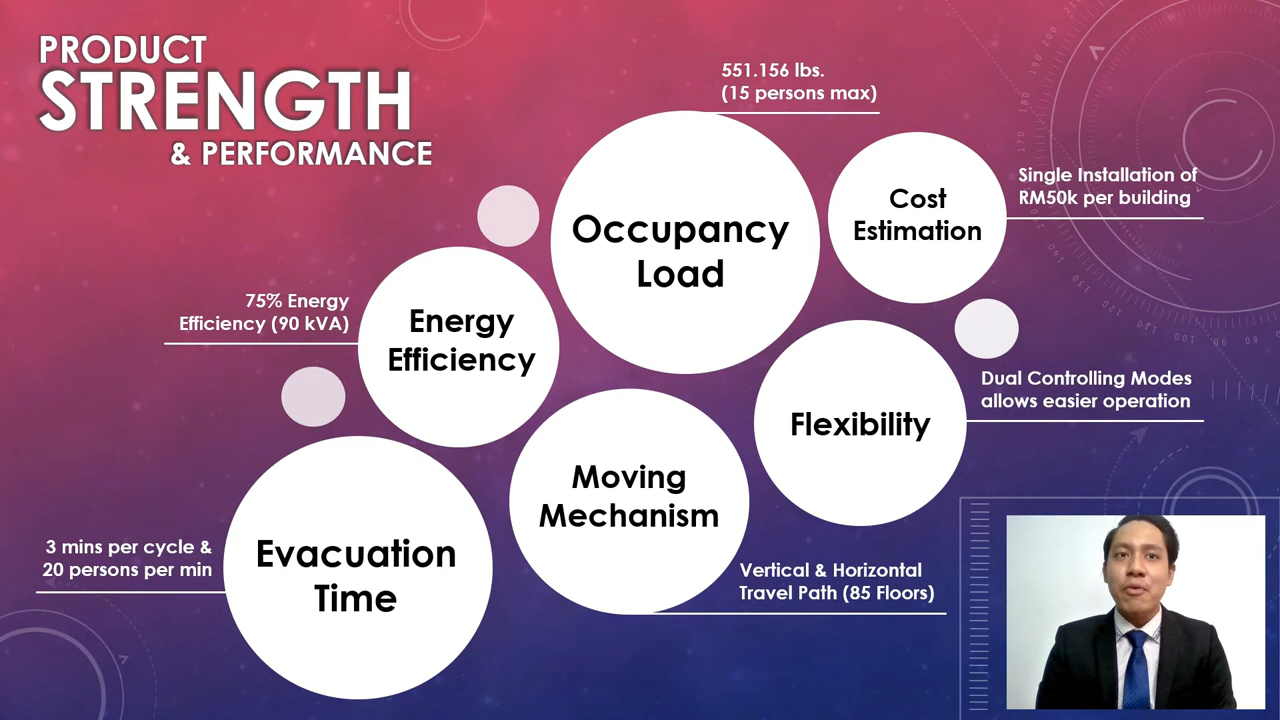 PRODUCT
STRENGTH
& PERFORMANCE
551.156 lbs.
(15 persons max)
Occupancy
Load
Cost
Estimation
Single Installation of
RM50k per building
75% Energy
Efficiency (90 kVA)
Energy
Efficiency
Flexibility
Dual Controlling Modes
allows easier operation
Moving
Mechanism
Vertical & Horizontal
Travel Path (85 Floors)
3 mins per cycle &
20 persons per min
Evacuation
Time